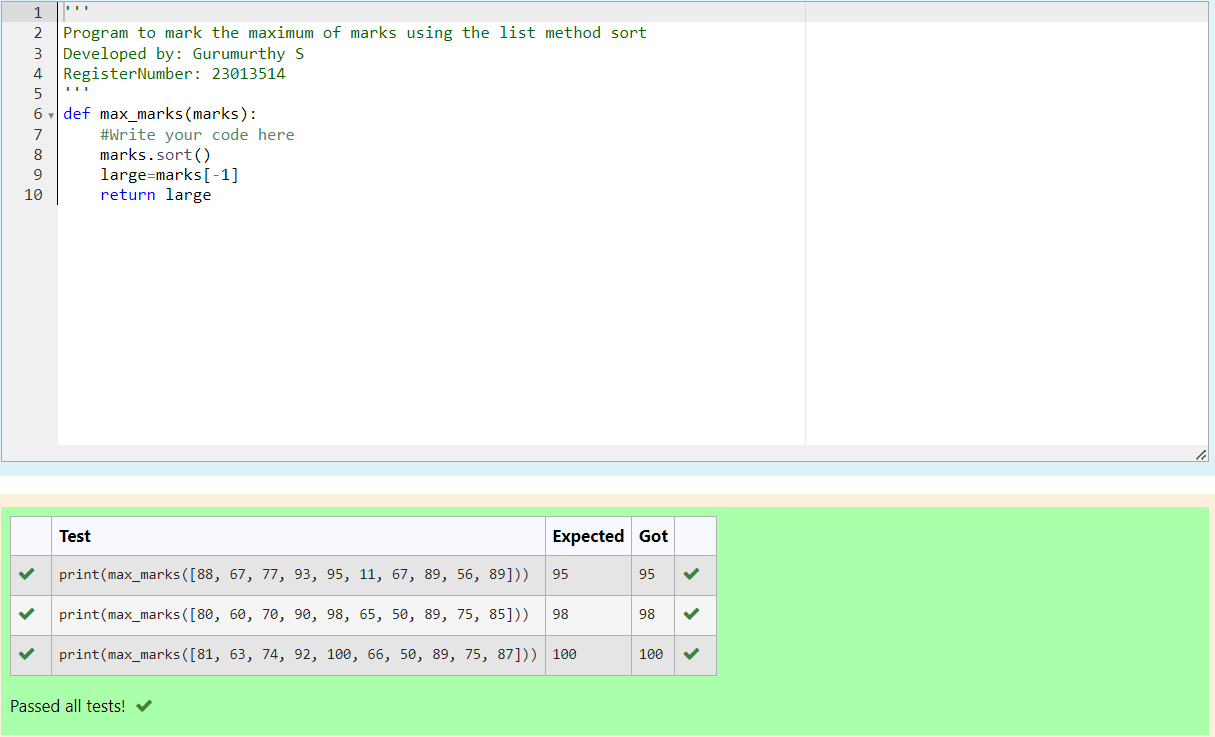 1 '''
2 Program to mark the maximum of marks using the list method sort
3 Developed by: Gurumurthy S
4 RegisterNumber: 23013514
5 '''
6 def max_marks(marks):
7     #Write your code here
8     marks.sort()
9     large=marks[-1]
10     return large
Test Expected Got
print(max_marks([88, 67, 77, 93, 95, 11, 67, 89, 56, 89])) 95 95
print(max_marks([80, 60, 70, 90, 98, 65, 50, 89, 75, 85])) 98 98
print(max_marks([81, 63, 74, 92, 100, 66, 50, 89, 75, 87])) 100 100
Passed all tests!